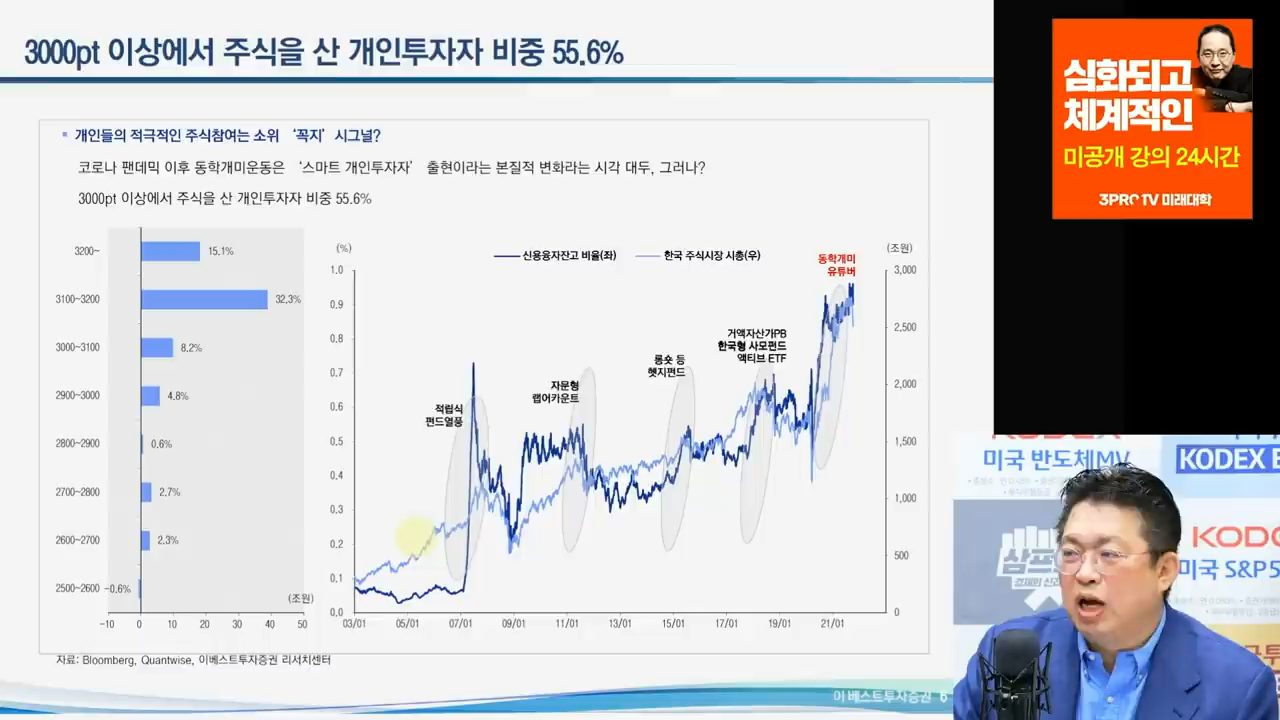 3000pt 이상에서 주식을 산 개인투자자 비중 55.6%
개인들의 적극적인 주식참여는 소위 ‘꼭지’ 시그널?
코로나 팬데믹 이후 동학개미운동은 ‘스마트 개인투자자’ 출현이라는 본질적 변화라는 시각 대두, 그러나?
3000pt 이상에서 주식을 산 개인투자자 비중 55.6%
3200~ 15.1%
3100~3200 32.3%
3000~3100 8.2%
2900~3000 4.8%
2800~2900 0.6%
2700~2800 2.7%
2600~2700 2.3%
2500~2600 -0.6%
(조원)
-10 0 10 20 30 40 50
(%)
신용융자잔고 비율(좌) 한국 주식시장 시총(우)
(조원)
1.0
0.9
0.8
0.7
0.6
0.5
0.4
0.3
0.2
0.1
0.0
적립식
펀드열풍
자문형
랩어카운트
롱숏 등
헷지펀드
거액자산가PB
한국형 사모펀드
액티브 ETF
동학개미
유튜버
3,000
2,500
2,000
1,500
1,000
500
0
03/01 05/01 07/01 09/01 11/01 13/01 15/01 17/01 19/01 21/01
자료: Bloomberg, Quantwise, 이베스트투자증권 리서치센터
이베스트투자증권 6
심화되고
체계적인
미공개 강의 24시간
3PRO TV 미래대학
KODEX
미국 반도체MV
KODEX
미국 S&P5